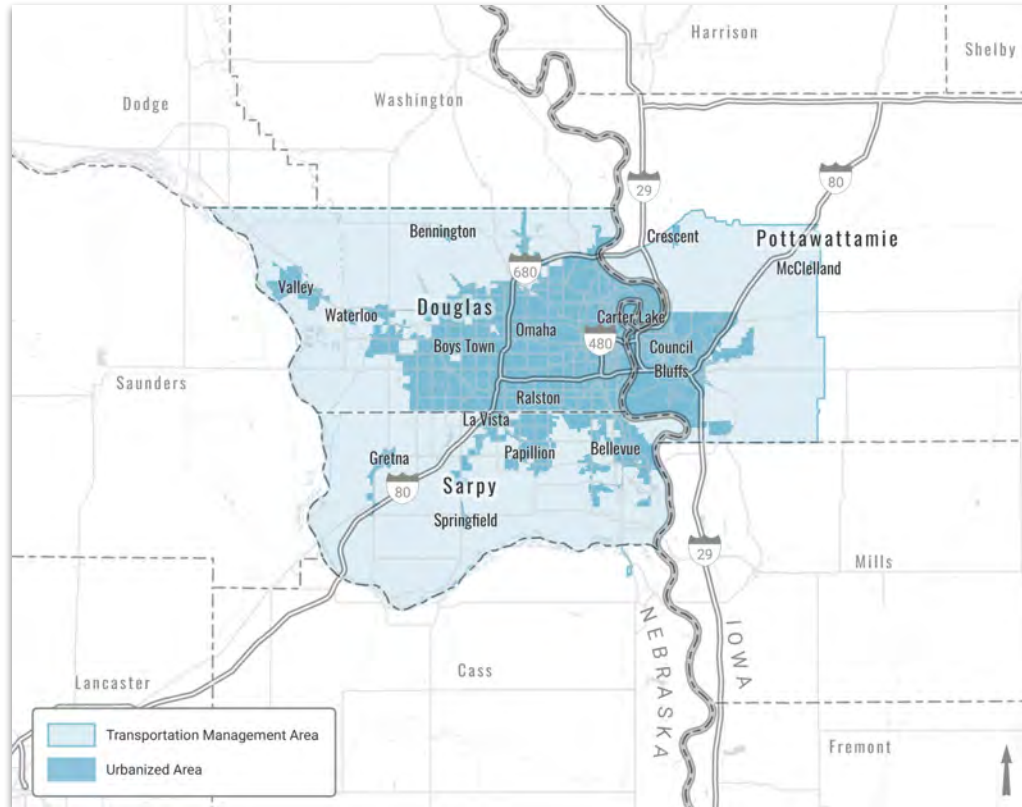 Harrison
Shelby
Dodge
Washington
29
80
Bennington
Crescent
Pottawattamie
McClelland
680
Valley
Waterloo
Douglas
Omaha
Carter Lake
480
Boys Town
Council
Bluffs
Saunders
Ralston
La Vista
Gretna
Papillion
Bellevue
80
Sarpy
Springfield
29
Mills
NEBRASKA
IOWA
Cass
Lancaster
Fremont
Transportation Management Area
Urbanized Area